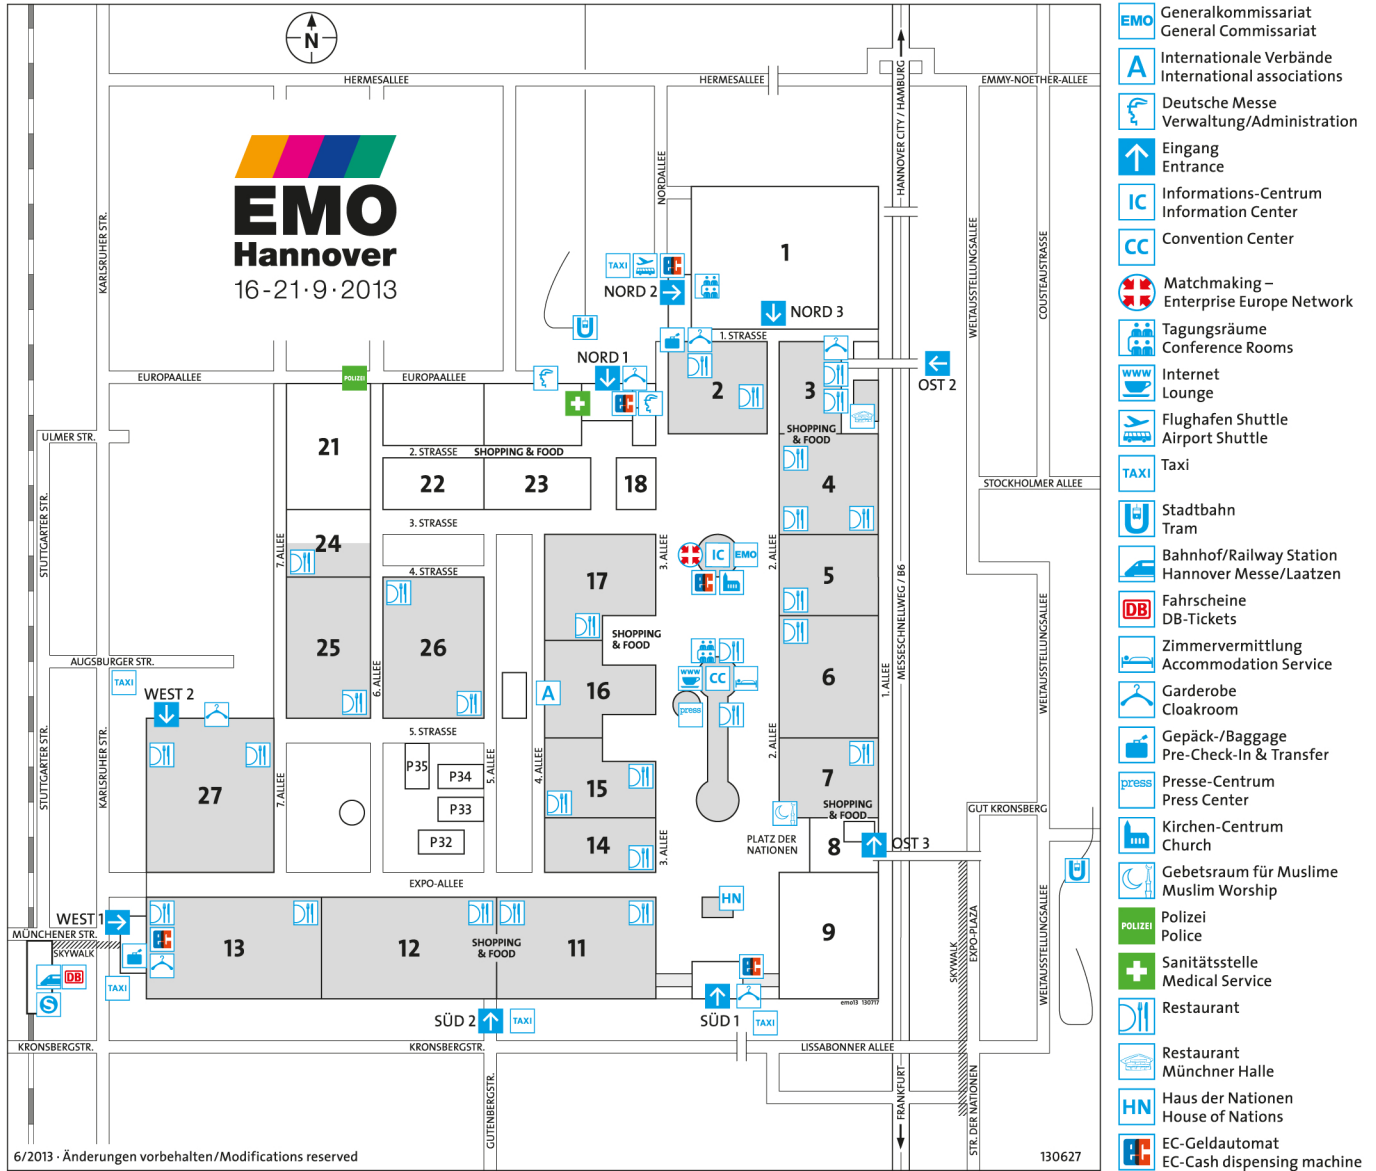 N
HERMESALLEE
HERMESALLEE
EMMY-NOETHER-ALLEE
HANNOVER CITY / HAMBURG
EMO
Hannover
16-21·9·2013
KARLSRUHER STR.
NORDALLEE
WELTAUSSTELLUNGSALLEE
COUSTEAUSTRASSE
1
TAXI
EC
NORD 2
NORD 3
1. STRASSE
NORD 1
EUROPAALLEE
POLIZEI
EUROPAALLEE
OST 2
2
3
EC
ULMER STR.
21
2. STRASSE
SHOPPING & FOOD
SHOPPING
& FOOD
22
23
18
4
STOCKHOLMER ALLEE
STUTTGARTER STR.
3. STRASSE
7. ALLEE
24
3. ALLEE
2. ALLEE
4. STRASSE
IC
EMO
EC
17
5
MESSESCHNELLWEG / B6
25
26
SHOPPING
& FOOD
AUGSBURGER STR.
6. ALLEE
TAXI
WEST 2
A
16
WWW
CC
press
6
1. ALLEE
WELTAUSSTELLUNGSALLEE
5. STRASSE
STUTTGARTER STR.
KARLSRUHER STR.
7. ALLEE
5. ALLEE
4. ALLEE
2. ALLEE
P35
P34
P33
P32
27
15
7
SHOPPING
& FOOD
GUT KRONSBERG
14
3. ALLEE
PLATZ DER
NATIONEN
8
OST 3
EXPO-ALLEE
HN
WEST 1
MÜNCHENER STR.
SKYWALK
EC
13
12
SHOPPING
& FOOD
11
9
SKYWALK
EXPO-PLAZA
WELTAUSSTELLUNGSALLEE
DB
S
TAXI
EC
emo13 130717
SÜD 2
TAXI
SÜD 1
TAXI
KRONSBERGSTR.
KRONSBERGSTR.
LISSABONNER ALLEE
GUTENBERGSTR.
FRANKFURT
STR. DER NATIONEN
6/2013 · Änderungen vorbehalten/Modifications reserved
130627
EMO
Generalkommissariat
General Commissariat
A
Internationale Verbände
International associations
Deutsche Messe
Verwaltung/Administration
Eingang
Entrance
IC
Informations-Centrum
Information Center
CC
Convention Center
Matchmaking –
Enterprise Europe Network
Tagungsräume
Conference Rooms
WWW
Internet
Lounge
Flughafen Shuttle
Airport Shuttle
TAXI
Taxi
Stadtbahn
Tram
Bahnhof/Railway Station
Hannover Messe/Laatzen
DB
Fahrscheine
DB-Tickets
Zimmervermittlung
Accommodation Service
Garderobe
Cloakroom
Gepäck-/Baggage
Pre-Check-In & Transfer
press
Presse-Centrum
Press Center
Kirchen-Centrum
Church
Gebetsraum für Muslime
Muslim Worship
POLIZEI
Polizei
Police
Sanitätsstelle
Medical Service
Restaurant
Restaurant
Münchner Halle
HN
Haus der Nationen
House of Nations
EC
EC-Geldautomat
EC-Cash dispensing machine